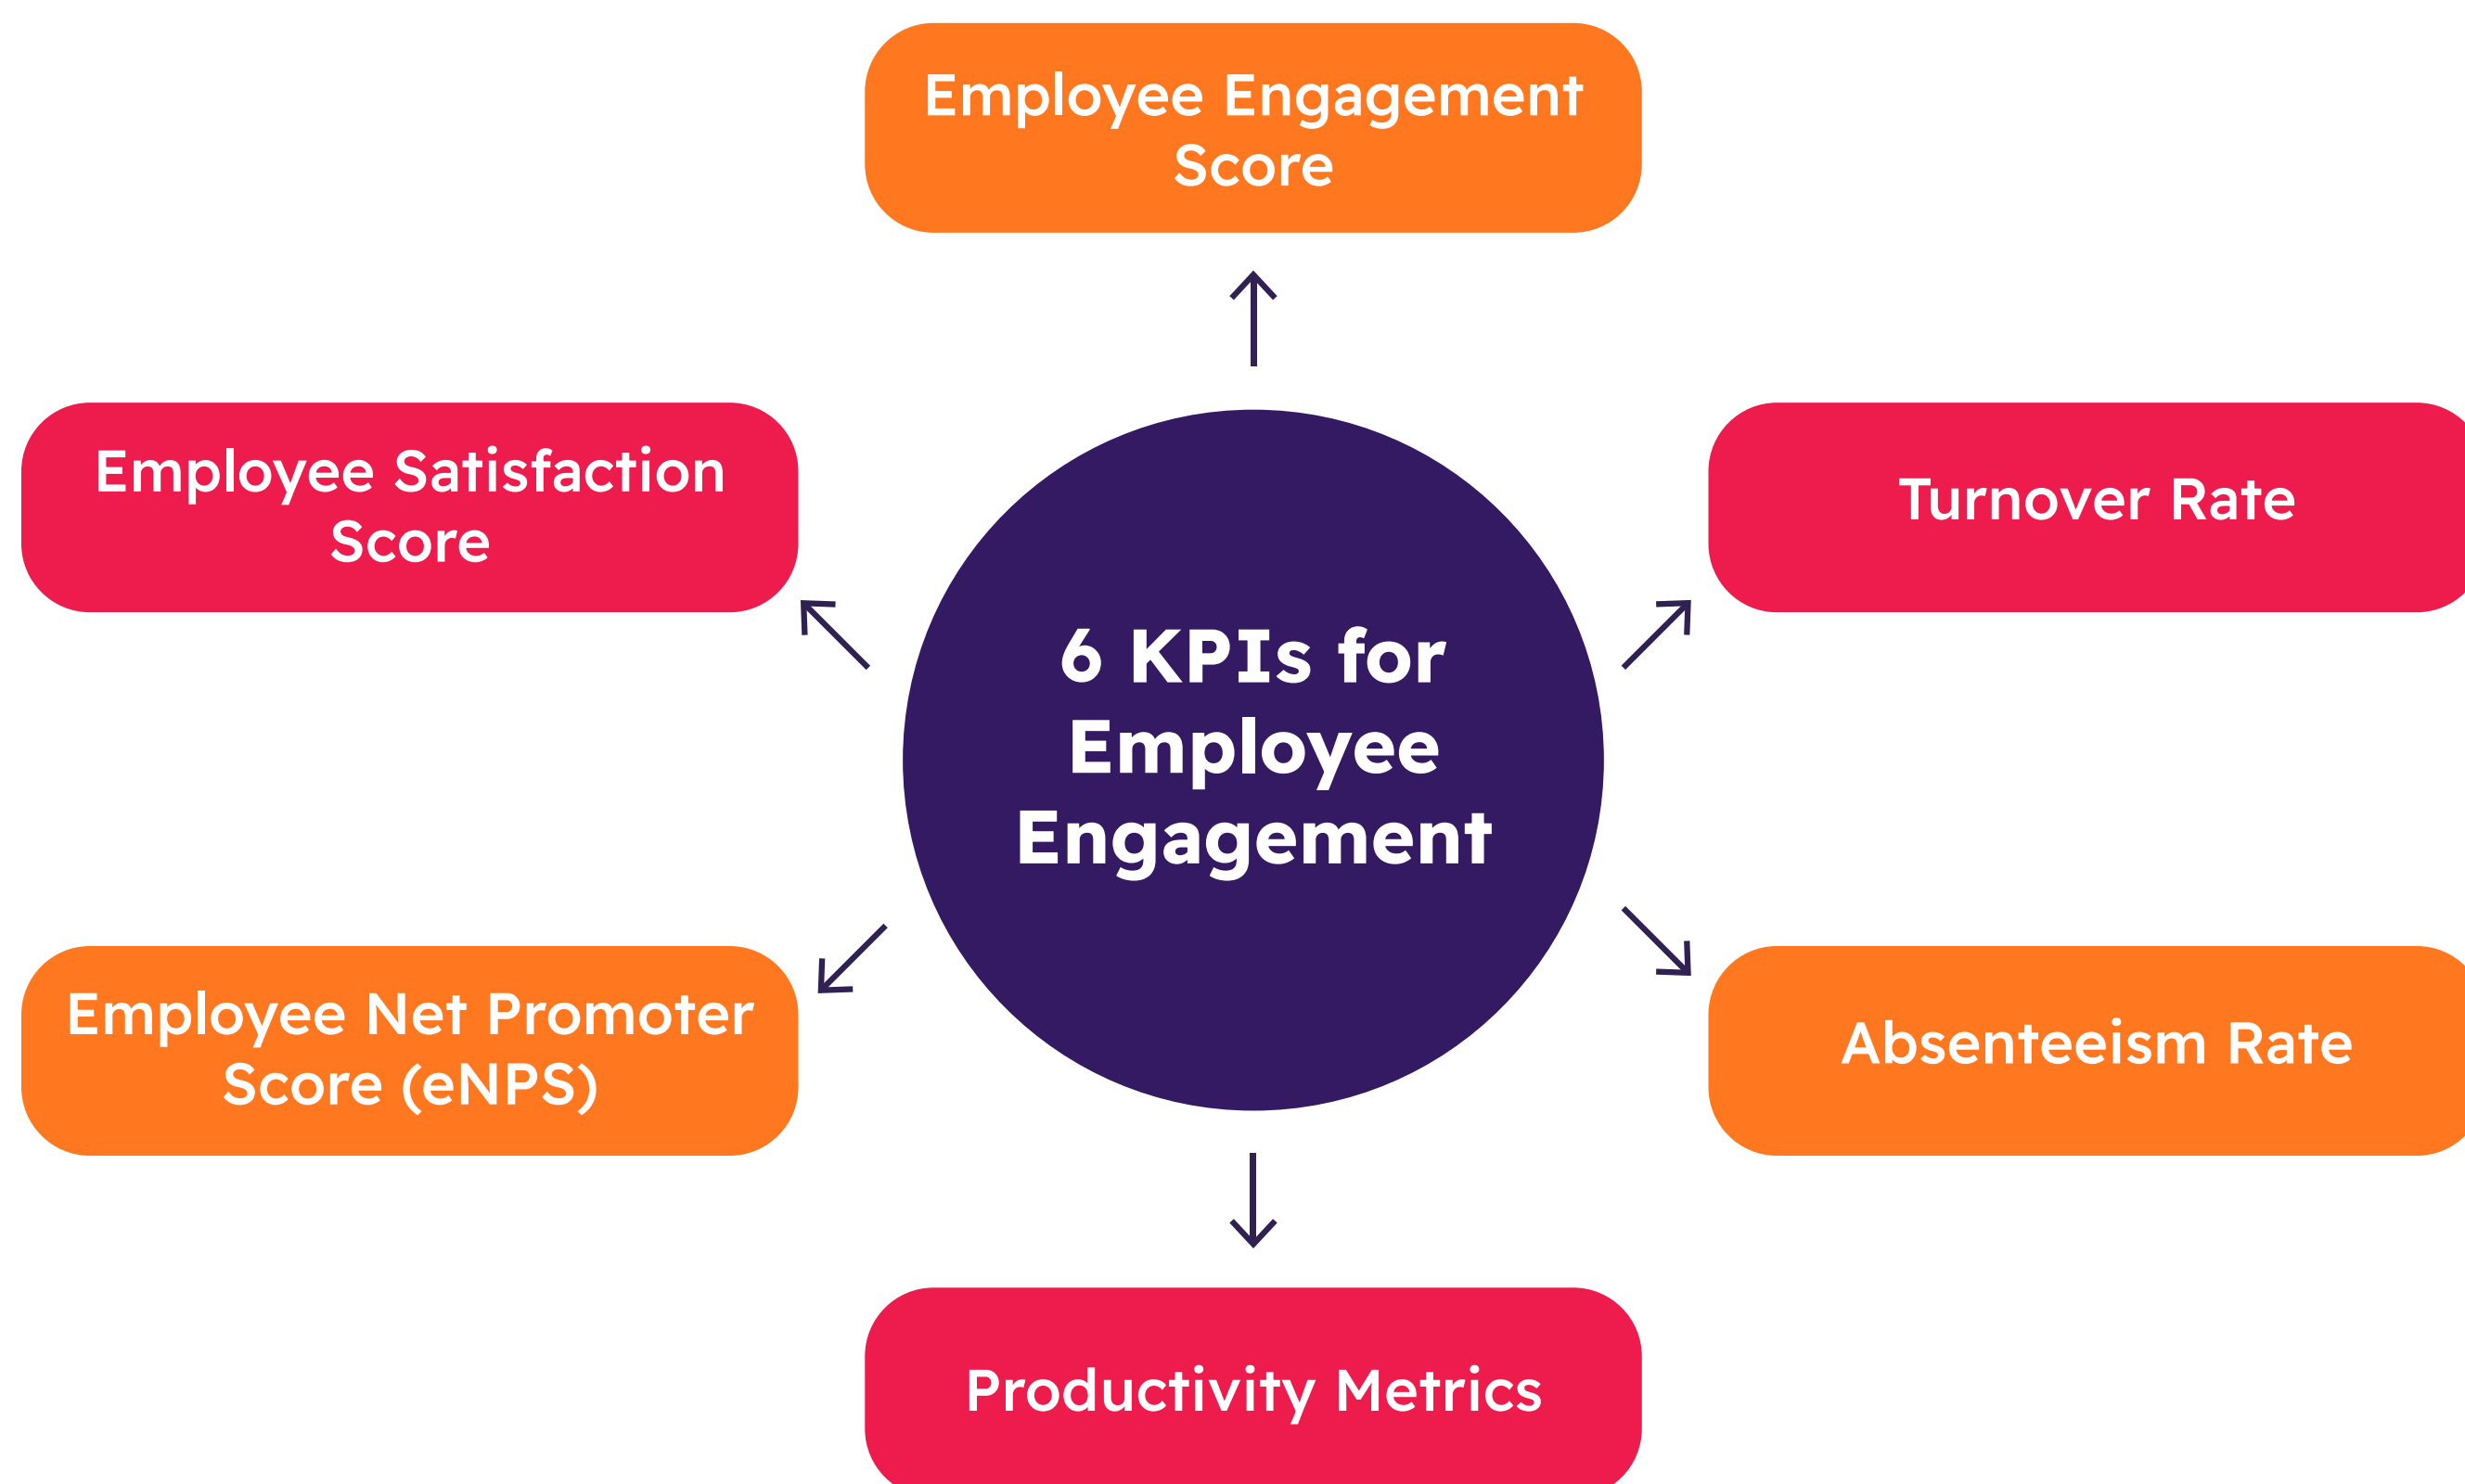 Employee Engagement
Score
Employee Satisfaction
Score
Turnover Rate
6 KPIs for
Employee
Engagement
Employee Net Promoter
Score (eNPS)
Absenteeism Rate
Productivity Metrics